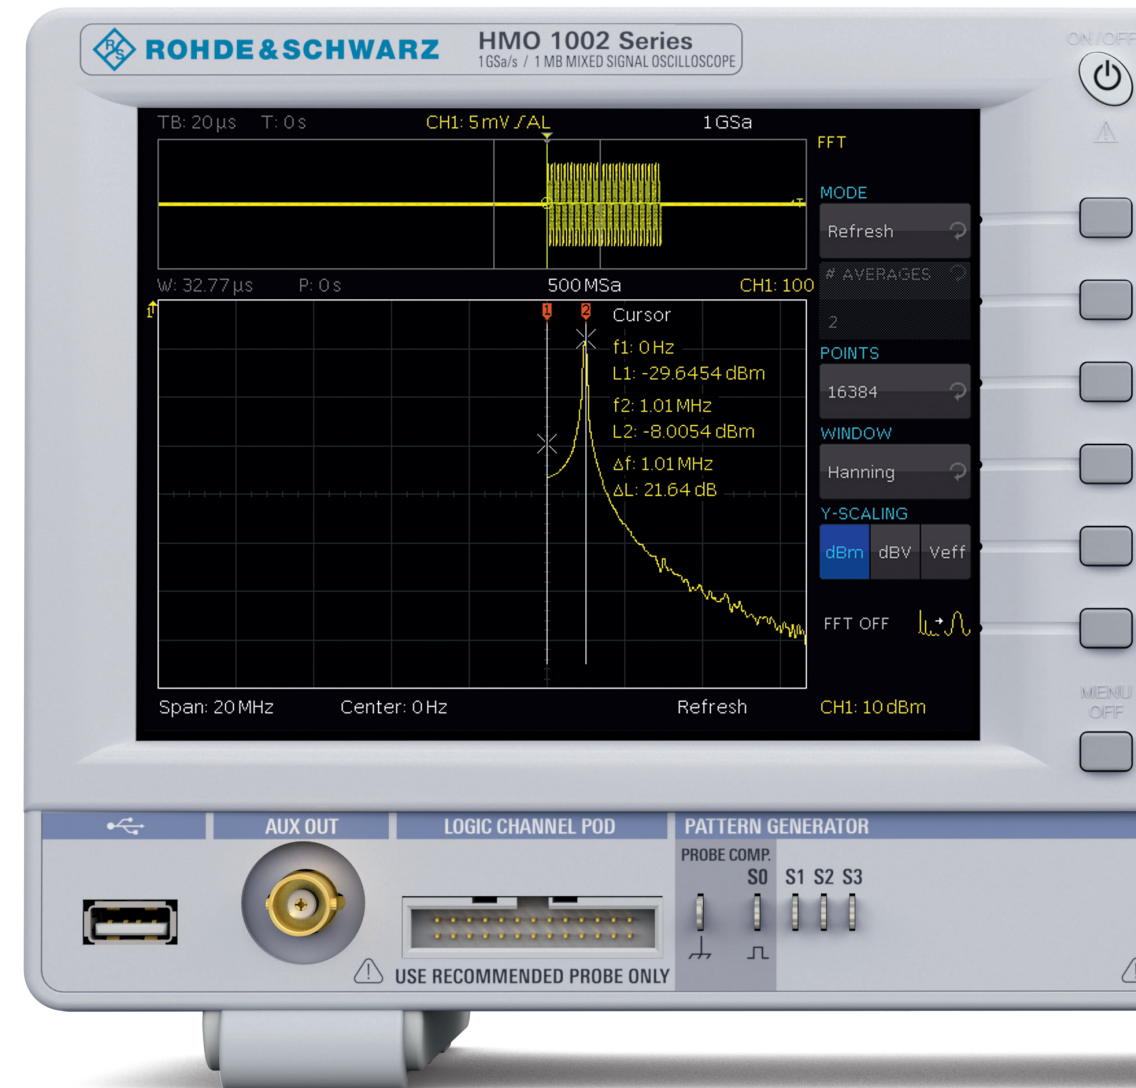 ROHDE&SCHWARZ
HMO 1002 Series
1GSa/s / 1 MB MIXED SIGNAL OSCILLOSCOPE
ON/OFF
TB: 20µs T: 0s CH1: 5mV AL 1GSa
FFT
MODE
Refresh
# AVERAGES
2
W: 32.77µs P: 0s 500MSa CH1: 100
1 2 Cursor
f1: 0Hz
L1: -29.6454 dBm
f2: 1.01MHz
L2: -8.0054 dBm
Δf: 1.01MHz
ΔL: 21.64 dB
POINTS
16384
WINDOW
Hanning
Y-SCALING
dBm dBV Veff
FFT OFF
Span: 20MHz Center: 0Hz Refresh CH1: 10dBm
MENU
OFF
AUX OUT LOGIC CHANNEL POD PATTERN GENERATOR
PROBE COMP.
S0 S1 S2 S3
USE RECOMMENDED PROBE ONLY